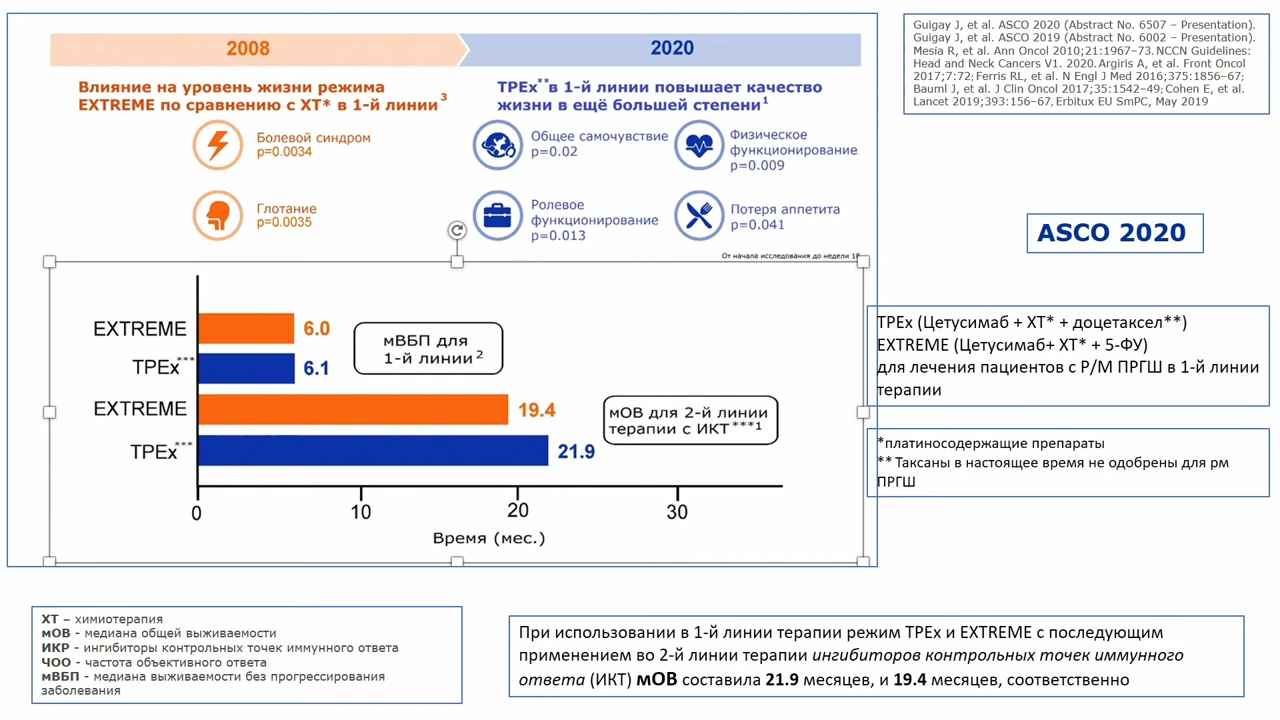 2008
2020
Влияние на уровень жизни режима
EXTREME по сравнению с ХТ* в 1-й линии³
TPEx** в 1-й линии повышает качество
жизни в ещё большей степени¹
Болевой синдром
p=0.0034
Глотание
p=0.0035
Общее самочувствие
p=0.02
Физическое
функционирование
p=0.009
Ролевое
функционирование
p=0.013
Потеря аппетита
p=0.041
От начала исследования до недели 18
EXTREME
6.0
TPEx***
6.1
мВБП для
1-й линии²
EXTREME
19.4
TPEx***
21.9
мОВ для 2-й линии
терапии с ИКТ***¹
0
10
20
30
Время (мес.)
Guigay J, et al. ASCO 2020 (Abstract No. 6507 – Presentation).
Guigay J, et al. ASCO 2019 (Abstract No. 6002 – Presentation).
Mesía R, et al. Ann Oncol 2010;21:1967–73. NCCN Guidelines:
Head and Neck Cancers V1. 2020. Argiris A, et al. Front Oncol
2017;7:72; Ferris RL, et al. N Engl J Med 2016;375:1856–67;
Bauml J, et al. J Clin Oncol 2017;35:1542–49; Cohen E, et al.
Lancet 2019;393:156–67, Erbitux EU SmPC, May 2019
ASCO 2020
TPEx (Цетусимаб + ХТ* + доцетаксел**)
EXTREME (Цетусимаб+ ХТ* + 5-ФУ)
для лечения пациентов с Р/М ПРГШ в 1-й линии
терапии
*платиносодержащие препараты
** Таксаны в настоящее время не одобрены для рм
ПРГШ
ХТ – химиотерапия
мОВ - медиана общей выживаемости
ИКР - ингибиторы контрольных точек иммунного ответа
ЧОО - частота объективного ответа
мВБП - медиана выживаемости без прогрессирования
заболевания
При использовании в 1-й линии терапии режим TPEx и EXTREME с последующим
применением во 2-й линии терапии ингибиторов контрольных точек иммунного
ответа (ИКТ) мОВ составила 21.9 месяцев, и 19.4 месяцев, соответственно